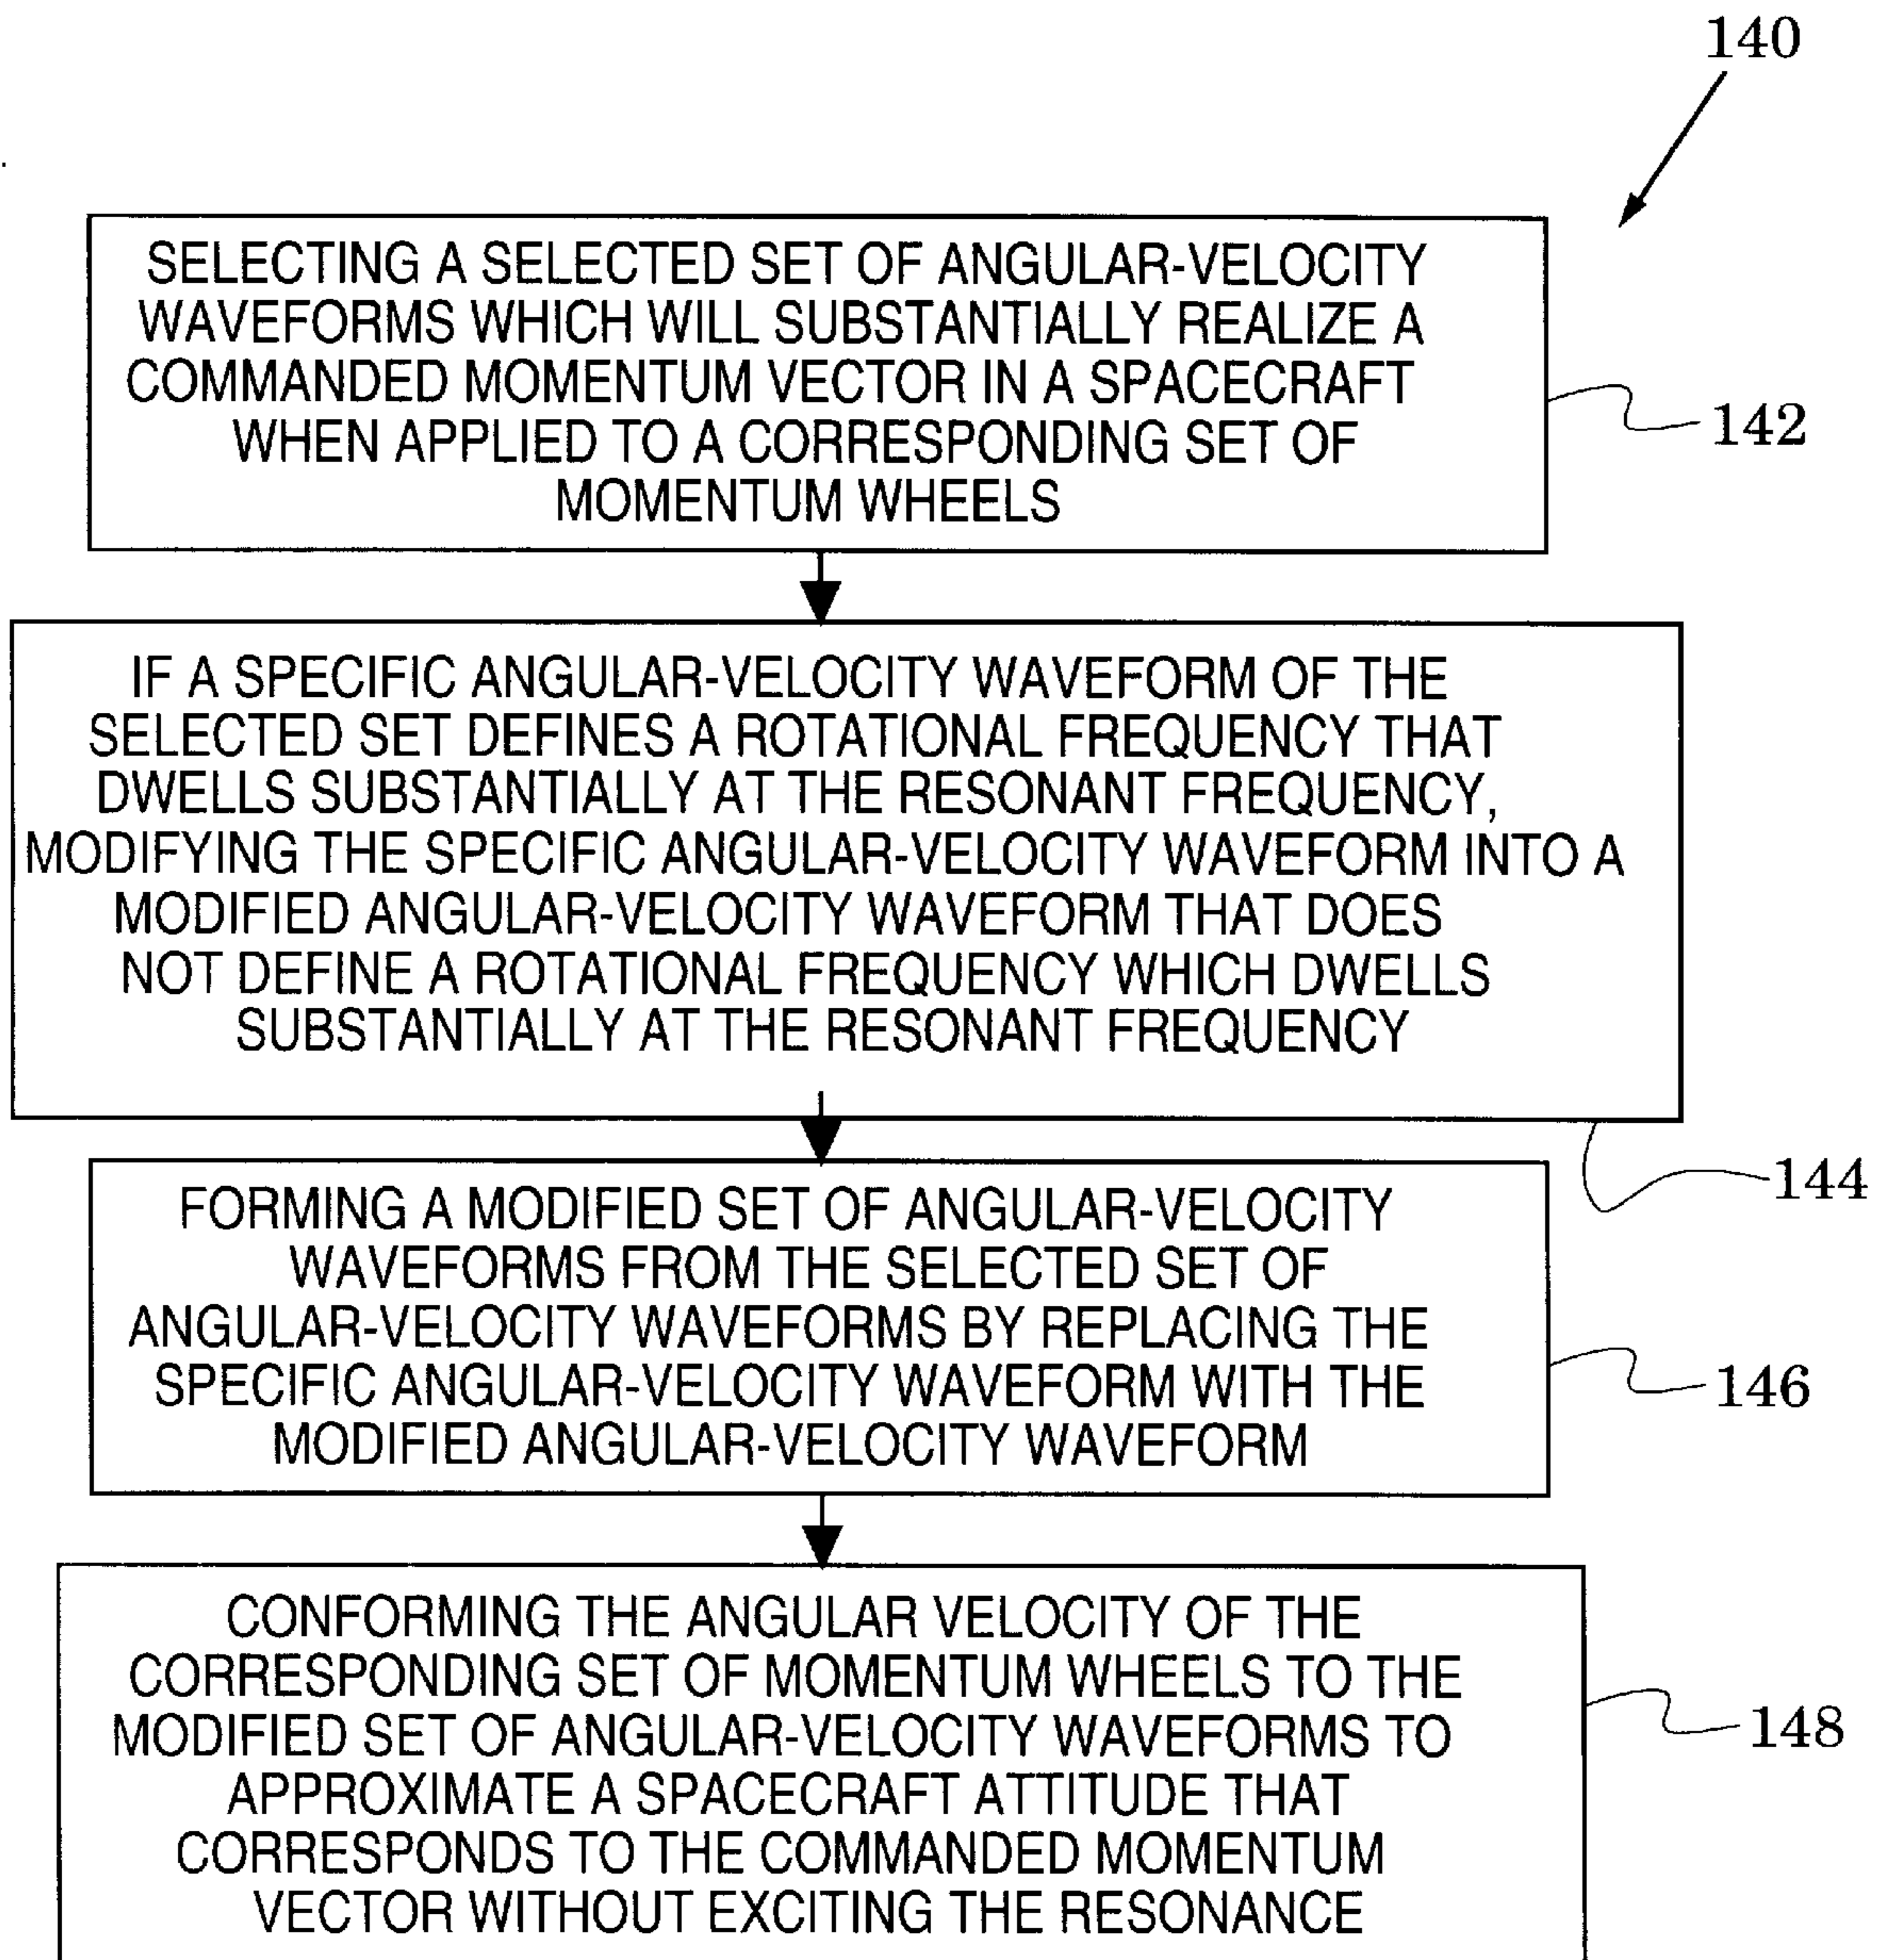 140
SELECTING A SELECTED SET OF ANGULAR-VELOCITY
WAVEFORMS WHICH WILL SUBSTANTIALLY REALIZE A
COMMANDED MOMENTUM VECTOR IN A SPACECRAFT
WHEN APPLIED TO A CORRESPONDING SET OF
MOMENTUM WHEELS
142
IF A SPECIFIC ANGULAR-VELOCITY WAVEFORM OF THE
SELECTED SET DEFINES A ROTATIONAL FREQUENCY THAT
DWELLS SUBSTANTIALLY AT THE RESONANT FREQUENCY,
MODIFYING THE SPECIFIC ANGULAR-VELOCITY WAVEFORM INTO A
MODIFIED ANGULAR-VELOCITY WAVEFORM THAT DOES
NOT DEFINE A ROTATIONAL FREQUENCY WHICH DWELLS
SUBSTANTIALLY AT THE RESONANT FREQUENCY
144
FORMING A MODIFIED SET OF ANGULAR-VELOCITY
WAVEFORMS FROM THE SELECTED SET OF
ANGULAR-VELOCITY WAVEFORMS BY REPLACING THE
SPECIFIC ANGULAR-VELOCITY WAVEFORM WITH THE
MODIFIED ANGULAR-VELOCITY WAVEFORM
146
CONFORMING THE ANGULAR VELOCITY OF THE
CORRESPONDING SET OF MOMENTUM WHEELS TO THE
MODIFIED SET OF ANGULAR-VELOCITY WAVEFORMS TO
APPROXIMATE A SPACECRAFT ATTITUDE THAT
CORRESPONDS TO THE COMMANDED MOMENTUM
VECTOR WITHOUT EXCITING THE RESONANCE
148